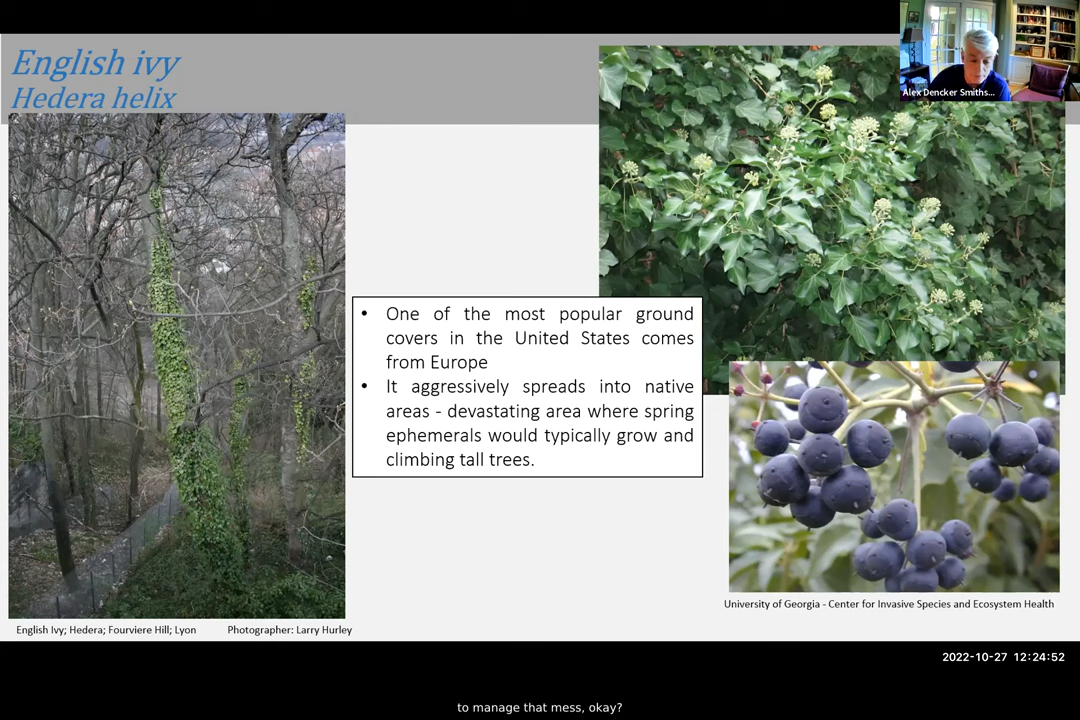 English ivy
Hedera helix
Alex Dencker Smiths...
• One of the most popular ground
covers in the United States comes
from Europe
• It aggressively spreads into native
areas - devastating area where spring
ephemerals would typically grow and
climbing tall trees.
University of Georgia - Center for Invasive Species and Ecosystem Health
English Ivy; Hedera; Fourviere Hill; Lyon Photographer: Larry Hurley
2022-10-27 12:24:52
to manage that mess, okay?